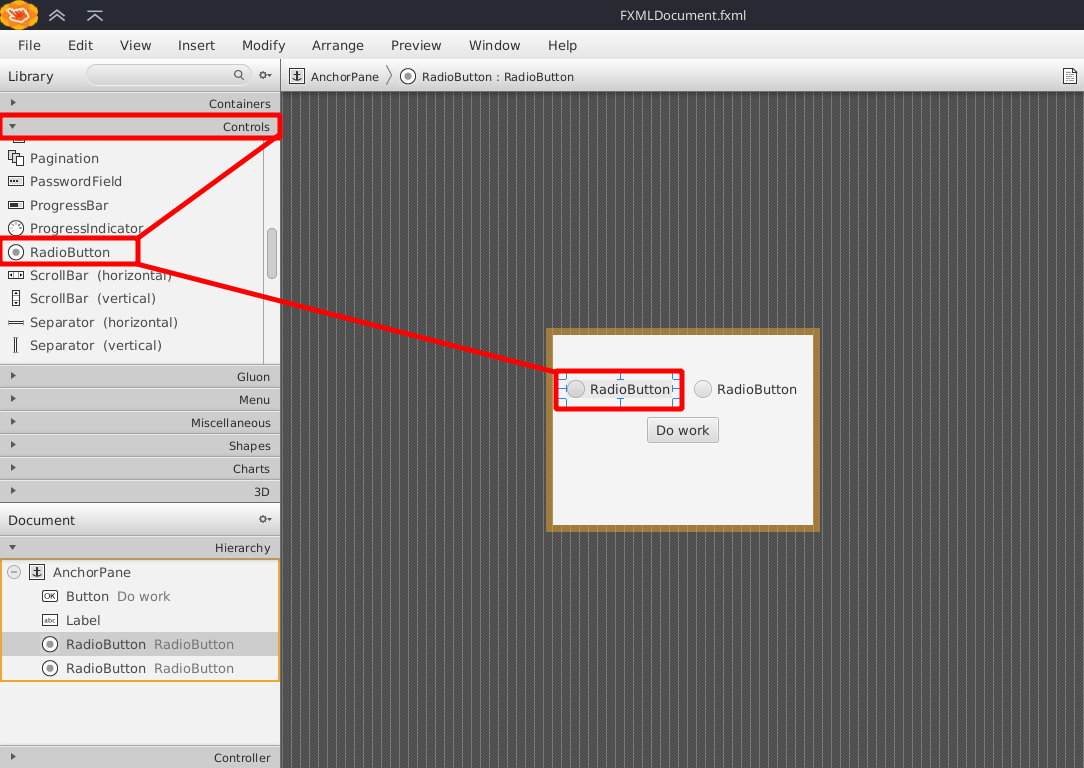 FXMLDocument.fxml
File Edit View Insert Modify Arrange Preview Window Help
Library
AnchorPane RadioButton : RadioButton
Containers
Controls
Pagination
PasswordField
ProgressBar
ProgressIndicator
RadioButton
ScrollBar (horizontal)
ScrollBar (vertical)
Separator (horizontal)
Separator (vertical)
Gluon
Menu
Miscellaneous
Shapes
Charts
3D
RadioButton RadioButton
Do work
Document
Hierarchy
AnchorPane
OK Button Do work
abc Label
RadioButton RadioButton
RadioButton RadioButton
Controller